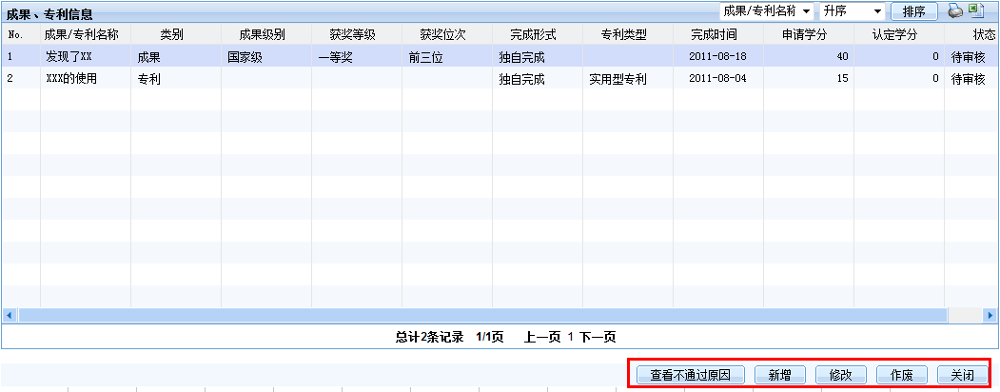 成果、专利信息 成果/专利名称 升序 排序
No. 成果/专利名称 类别 成果级别 获奖等级 获奖位次 完成形式 专利类型 完成时间 申请学分 认定学分 状态
1 发现了XX 成果 国家级 一等奖 前三位 独自完成 2011-08-18 40 0 待审核
2 XXX的使用 专利 独自完成 实用型专利 2011-08-04 15 0 待审核
总计2条记录 1/1页 上一页 1 下一页
查看不通过原因 新增 修改 作废 关闭